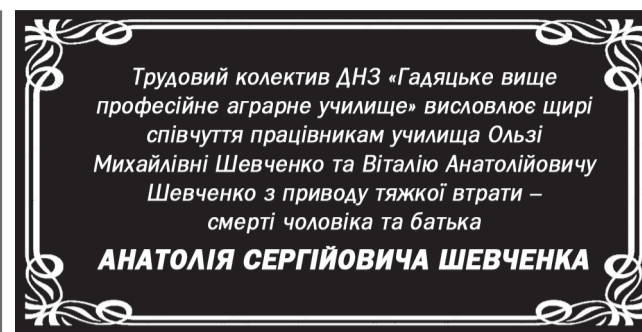 Трудовий колектив ДНЗ «Гадяцьке вище
професійне аграрне училище» висловлює щирі
співчуття працівникам училища Ользі
Михайлівні Шевченко та Віталію Анатолійовичу
Шевченко з приводу тяжкої втрати –
смерті чоловіка та батька
АНАТОЛІЯ СЕРГІЙОВИЧА ШЕВЧЕНКА